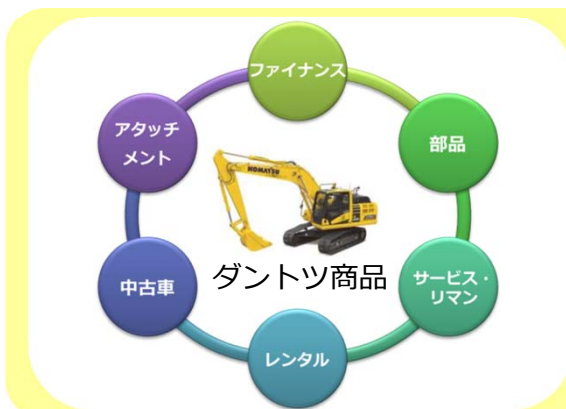 ファイナンス
部品
サービス・
リマン
レンタル
中古車
アタッチ
メント
KOMATSU
ダントツ商品